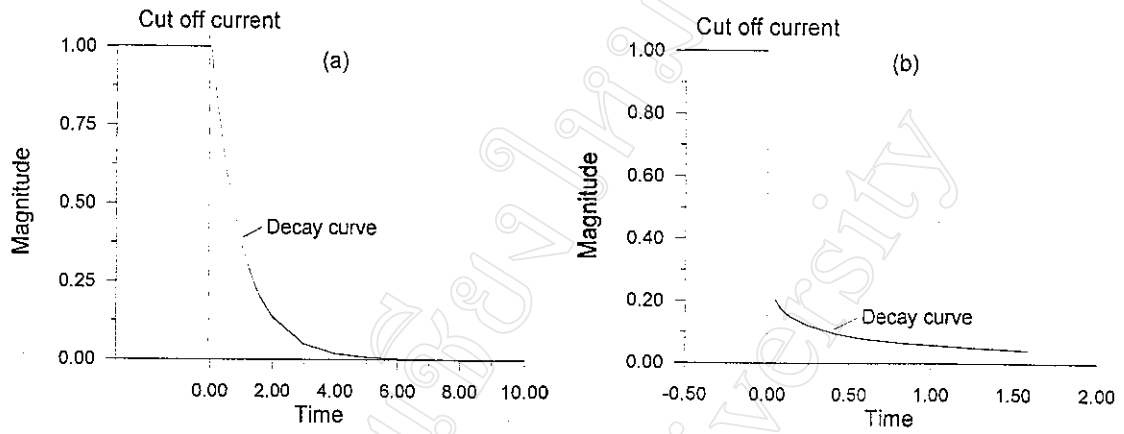 Cut off current
(a)
1.00
0.75
0.50
0.25
0.00
Magnitude
Decay curve
0.00 2.00 4.00 6.00 8.00 10.00
Time
Cut off current
(b)
1.00
0.80
0.60
0.40
0.20
0.00
Magnitude
Decay curve
-0.50 0.00 0.50 1.00 1.50 2.00
Time
versity